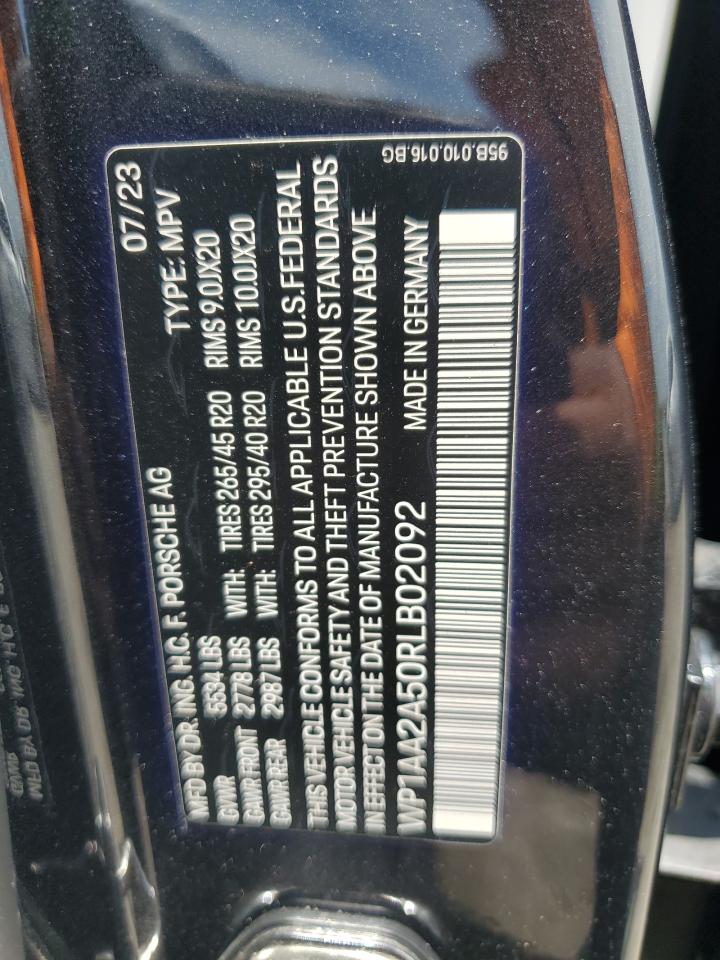 MFD BY DR. ING. H.C. F. PORSCHE AG 07/23
GVWR 5534 LBS TYPE: MPV
GAWR FRONT 2778 LBS WITH: TIRES 265/45 R20 RIMS 9.0JX20
GAWR REAR 2987 LBS WITH: TIRES 295/40 R20 RIMS 10.0JX20
THIS VEHICLE CONFORMS TO ALL APPLICABLE U.S. FEDERAL
MOTOR VEHICLE SAFETY AND THEFT PREVENTION STANDARDS
IN EFFECT ON THE DATE OF MANUFACTURE SHOWN ABOVE
WP1AA2A50RLB02092 MADE IN GERMANY
95B.010.016.BG